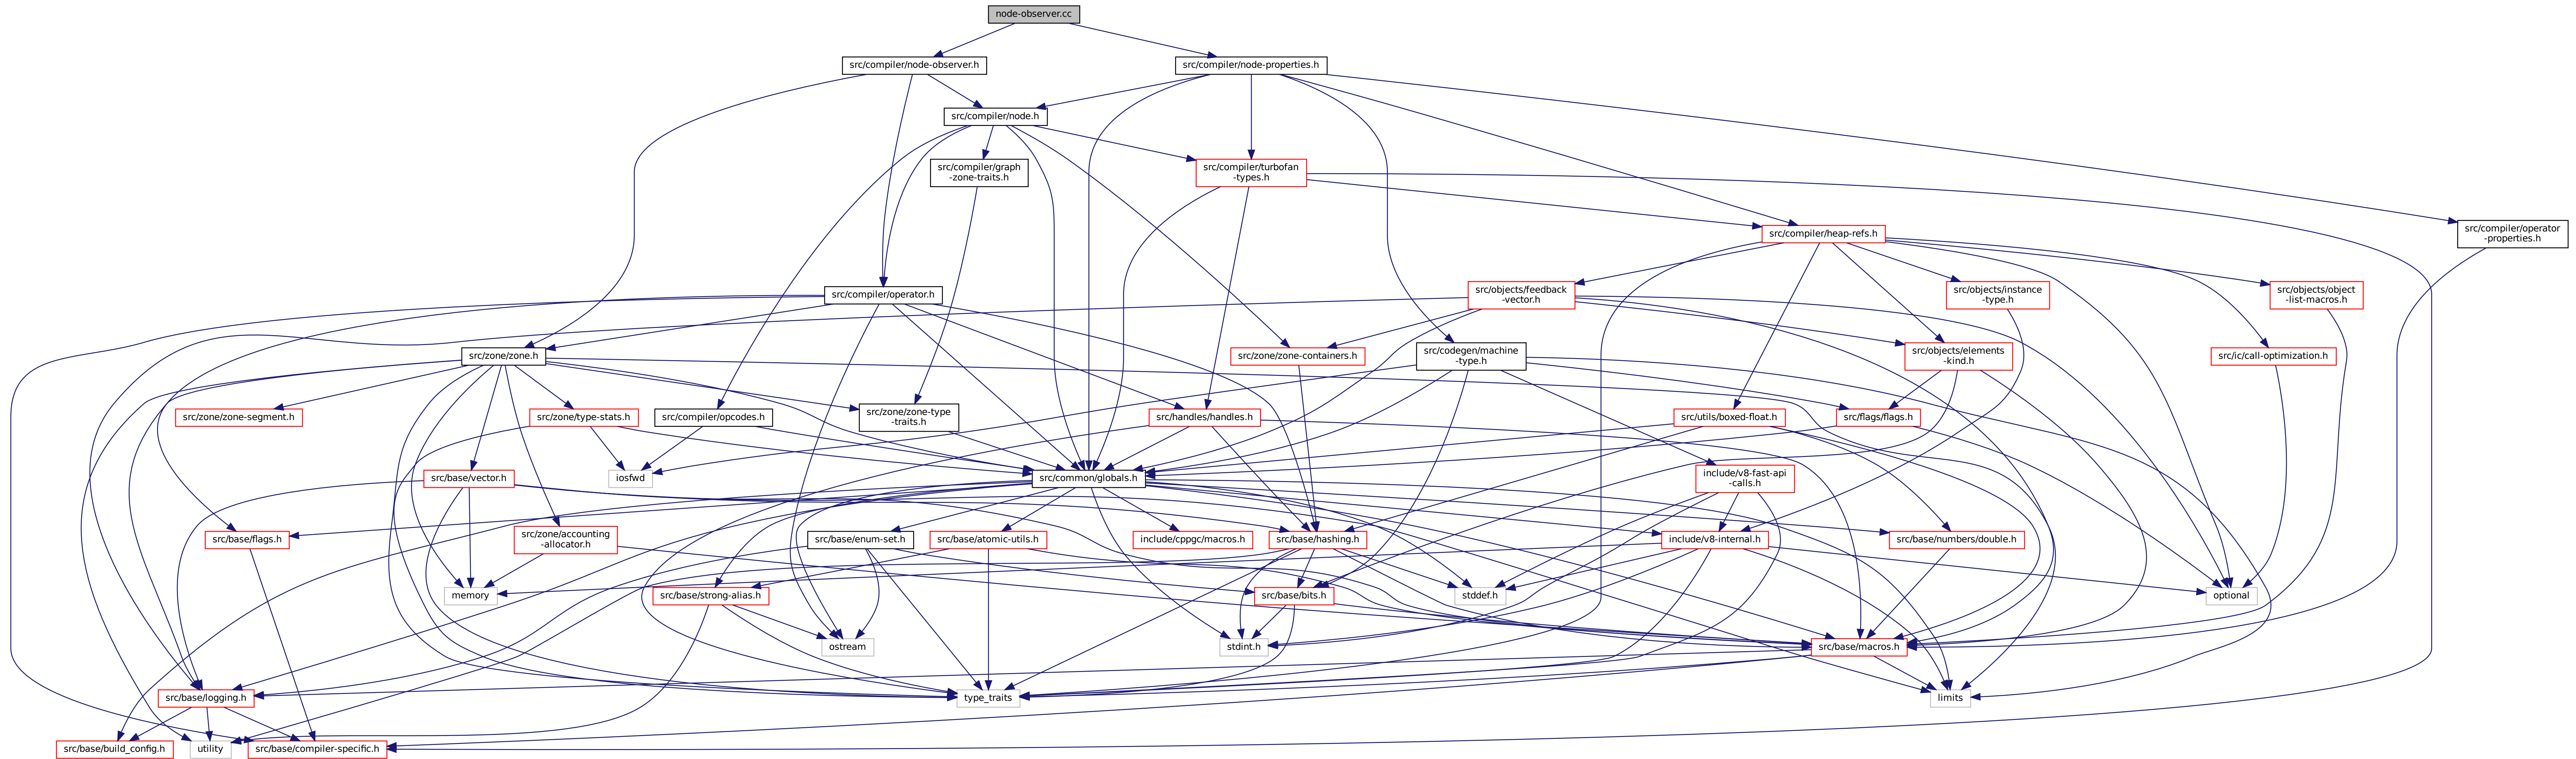 node-observer.cc
src/compiler/node-observer.h
src/compiler/node-properties.h
src/compiler/node.h
src/compiler/graph
-zone-traits.h
src/compiler/turbofan
-types.h
src/compiler/heap-refs.h
src/compiler/operator
-properties.h
src/compiler/operator.h
src/objects/feedback
-vector.h
src/objects/instance
-type.h
src/objects/object
-list-macros.h
src/zone/zone.h
src/zone/zone-containers.h
src/codegen/machine
-type.h
src/objects/elements
-kind.h
src/ic/call-optimization.h
src/zone/zone-segment.h
src/zone/type-stats.h
src/compiler/opcodes.h
src/zone/zone-type
-traits.h
src/handles/handles.h
src/utils/boxed-float.h
src/flags/flags.h
src/base/vector.h
iosfwd
src/common/globals.h
include/v8-fast-api
-calls.h
src/base/flags.h
src/zone/accounting
-allocator.h
src/base/enum-set.h
src/base/atomic-utils.h
include/cppgc/macros.h
src/base/hashing.h
include/v8-internal.h
src/base/numbers/double.h
memory
src/base/strong-alias.h
src/base/bits.h
stddef.h
optional
ostream
stdint.h
src/base/macros.h
src/base/logging.h
type_traits
limits
src/base/build_config.h
utility
src/base/compiler-specific.h